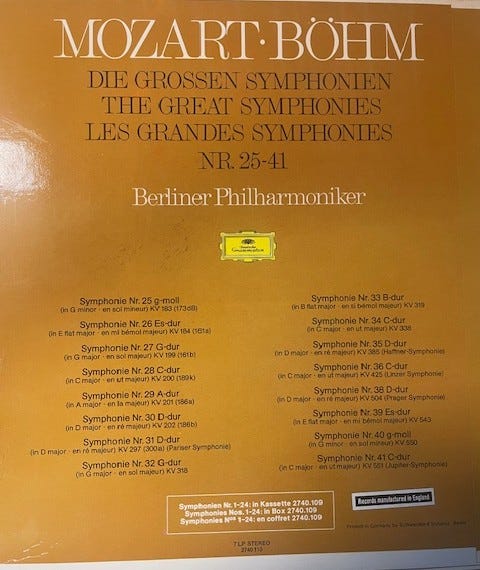 MOZART·BÖHM
DIE GROSSEN SYMPHONIEN
THE GREAT SYMPHONIES
LES GRANDES SYMPHONIES
NR. 25-41
Berliner Philharmoniker
Deutsche
Grammophon
Symphonie Nr. 25 g-moll
(in G minor · en sol mineur) KV 183 (173dB)
Symphonie Nr. 26 Es-dur
(in E flat major · en mi bémol majeur) KV 184 (161a)
Symphonie Nr. 27 G-dur
(in G major · en sol majeur) KV 199 (161b)
Symphonie Nr. 28 C-dur
(in C major · en ut majeur) KV 200 (189k)
Symphonie Nr. 29 A-dur
(in A major · en la majeur) KV 201 (186a)
Symphonie Nr. 30 D-dur
(in D major · en ré majeur) KV 202 (186b)
Symphonie Nr. 31 D-dur
(in D major · en ré majeur) KV 297 (300a) (Pariser Symphonie)
Symphonie Nr. 32 G-dur
(in G major · en sol majeur) KV 318
Symphonie Nr. 33 B-dur
(in B flat major · en si bémol majeur) KV 319
Symphonie Nr. 34 C-dur
(in C major · en ut majeur) KV 338
Symphonie Nr. 35 D-dur
(in D major · en ré majeur) KV 385 (Haffner-Symphonie)
Symphonie Nr. 36 C-dur
(in C major · en ut majeur) KV 425 (Linzer Symphonie)
Symphonie Nr. 38 D-dur
(in D major · en ré majeur) KV 504 (Prager Symphonie)
Symphonie Nr. 39 Es-dur
(in E flat major · en mi bémol majeur) KV 543
Symphonie Nr. 40 g-moll
(in G minor · en sol mineur) KV 550
Symphonie Nr. 41 C-dur
(in C major · en ut majeur) KV 551 (Jupiter-Symphonie)
Symphonien Nr. 1-24: in Kassette 2740.109
Symphonies Nos. 1-24: in Box 2740.109
Symphonies Nos 1-24: en coffret 2740.109
Records manufactured in England
Printed in Germany by
7 LP STEREO
2740 110